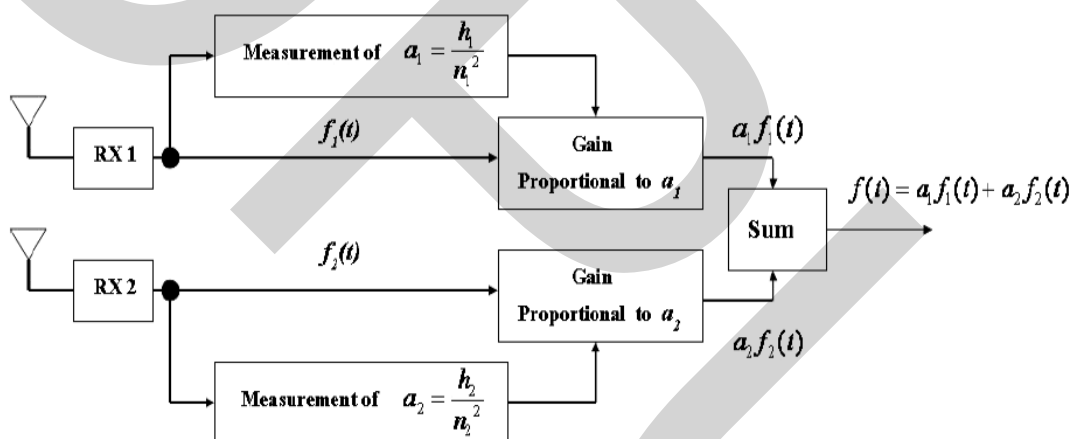 Measurement of a₁ = h₁ / n₁²
RX 1
f₁(t)
Gain
Proportional to a₁
a₁f₁(t)
Sum
f(t) = a₁f₁(t) + a₂f₂(t)
RX 2
f₂(t)
Gain
Proportional to a₂
a₂f₂(t)
Measurement of a₂ = h₂ / n₂²